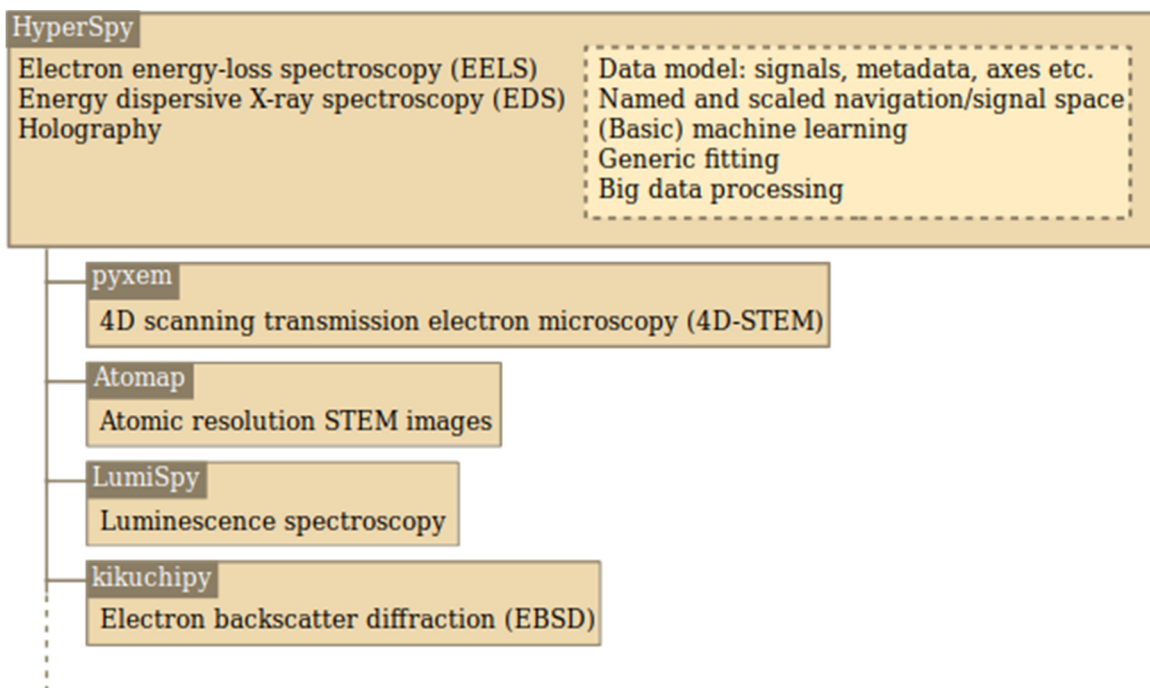 HyperSpy
Electron energy-loss spectroscopy (EELS)
Energy dispersive X-ray spectroscopy (EDS)
Holography
Data model: signals, metadata, axes etc.
Named and scaled navigation/signal space
(Basic) machine learning
Generic fitting
Big data processing
pyxem
4D scanning transmission electron microscopy (4D-STEM)
Atomap
Atomic resolution STEM images
LumiSpy
Luminescence spectroscopy
kikuchipy
Electron backscatter diffraction (EBSD)